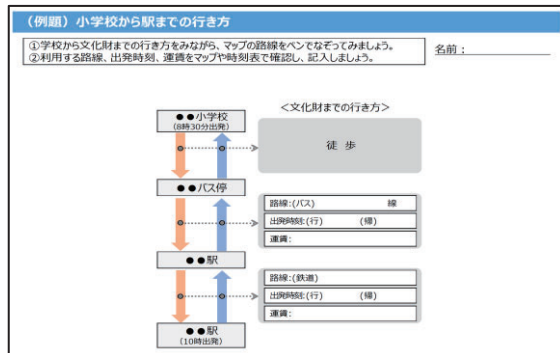 （例題）小学校から駅までの行き方
①学校から文化財までの行き方をみながら、マップの路線をペンでなぞってみましょう。
②利用する路線、出発時刻、運賃をマップや時刻表で確認し、記入しましょう。
名前：
＜文化財までの行き方＞
●●小学校
(8時30分出発)
徒 歩
●●バス停
路線:(バス) 線
出発時刻:(行) (帰)
運賃:
●●駅
路線:(鉄道)
出発時刻:(行) (帰)
運賃:
●●駅
(10時出発)